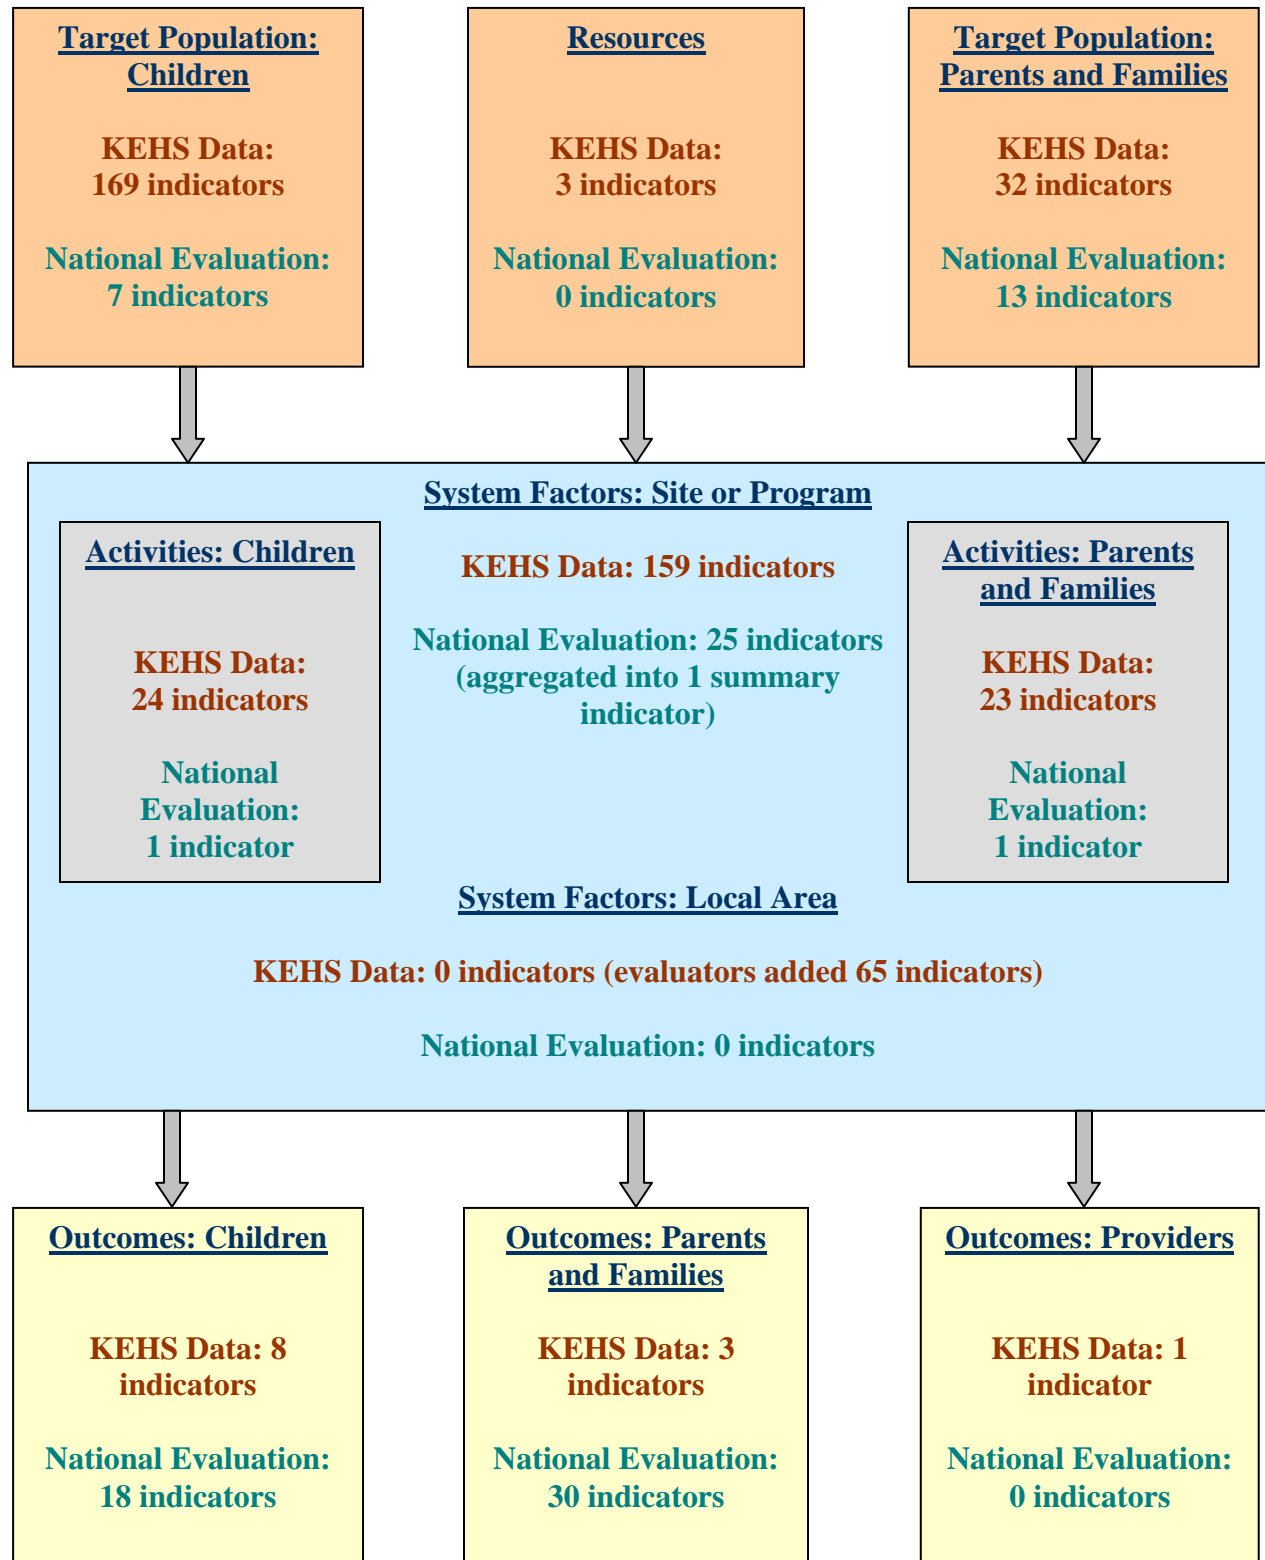 Target Population:
Children
KEHS Data:
169 indicators
National Evaluation:
7 indicators
Resources
KEHS Data:
3 indicators
National Evaluation:
0 indicators
Target Population:
Parents and Families
KEHS Data:
32 indicators
National Evaluation:
13 indicators
System Factors: Site or Program
Activities: Children
KEHS Data:
24 indicators
National
Evaluation:
1 indicator
KEHS Data: 159 indicators
National Evaluation: 25 indicators
(aggregated into 1 summary
indicator)
Activities: Parents
and Families
KEHS Data:
23 indicators
National
Evaluation:
1 indicator
System Factors: Local Area
KEHS Data: 0 indicators (evaluators added 65 indicators)
National Evaluation: 0 indicators
Outcomes: Children
KEHS Data: 8
indicators
National Evaluation:
18 indicators
Outcomes: Parents
and Families
KEHS Data: 3
indicators
National Evaluation:
30 indicators
Outcomes: Providers
KEHS Data: 1
indicator
National Evaluation:
0 indicators